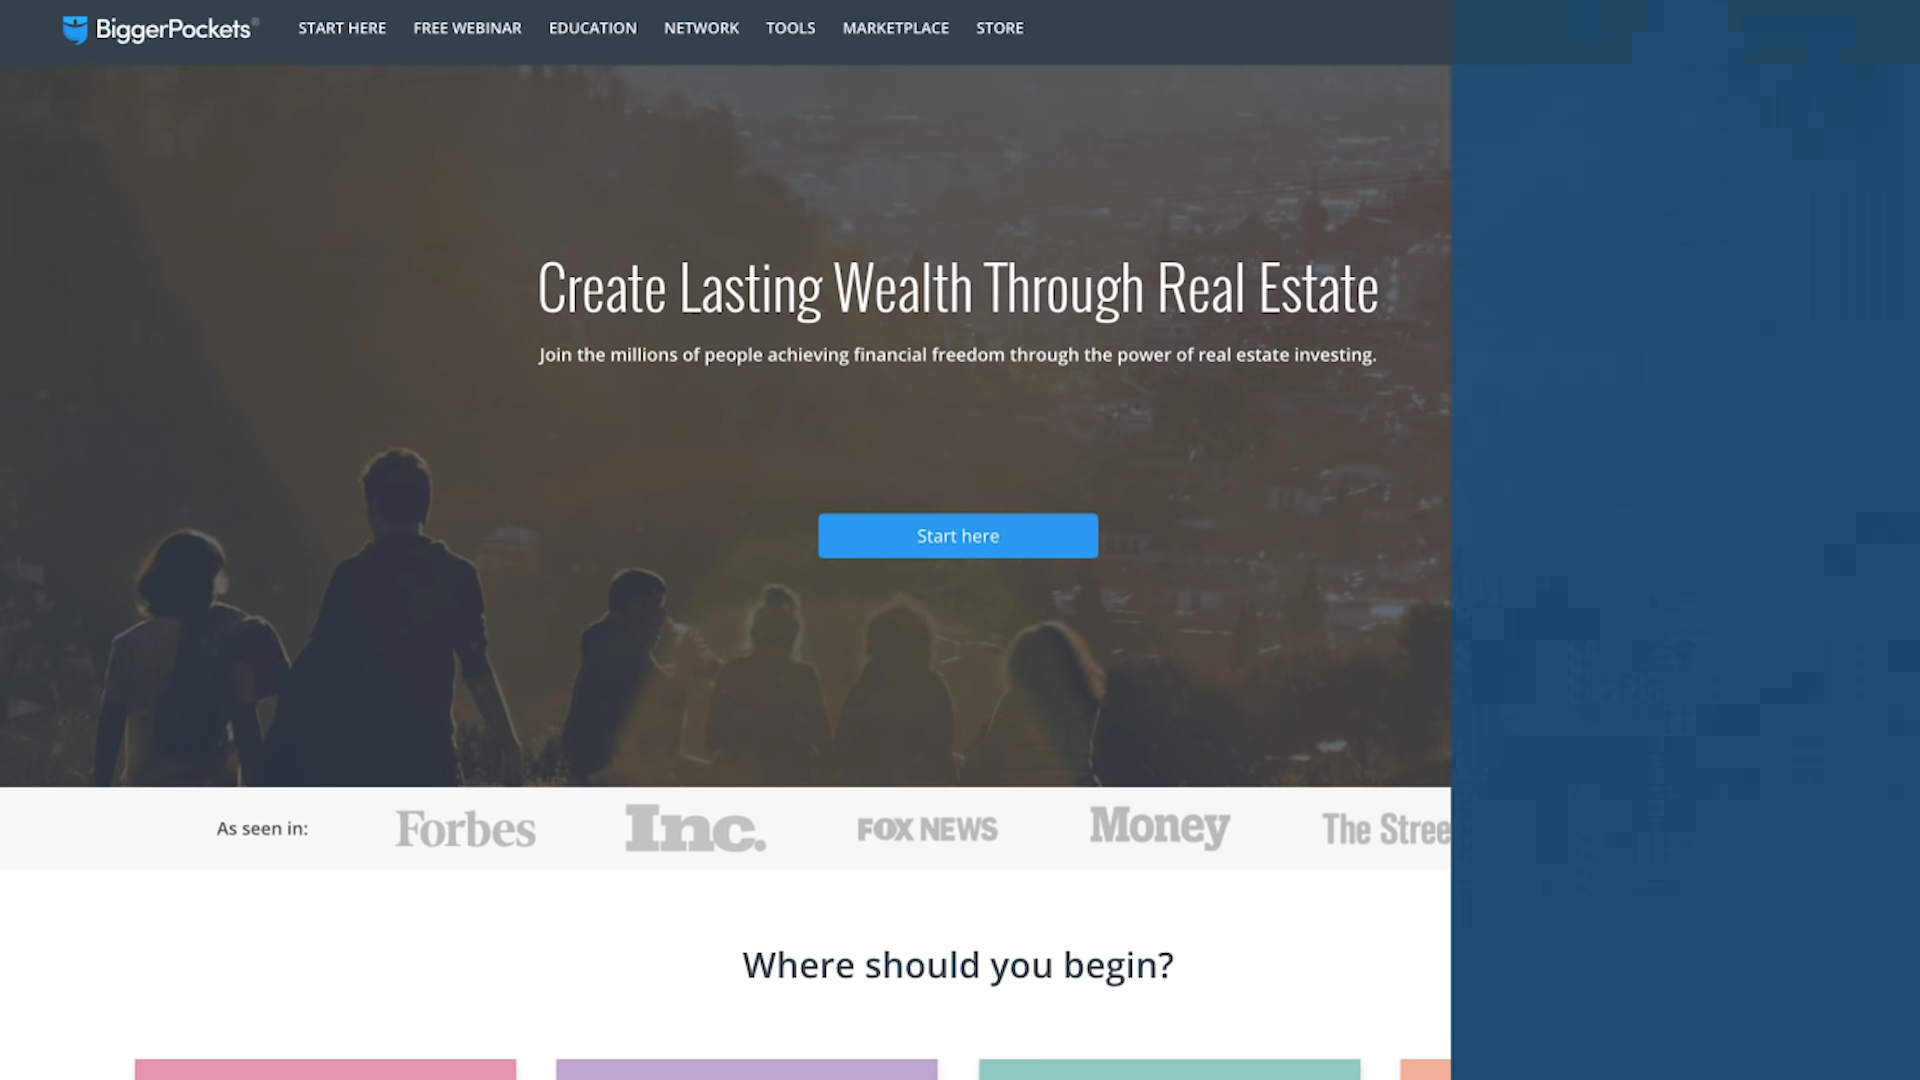 BiggerPockets®
START HERE FREE WEBINAR EDUCATION NETWORK TOOLS MARKETPLACE STORE
Create Lasting Wealth Through Real Estate
Join the millions of people achieving financial freedom through the power of real estate investing.
Start here
As seen in: Forbes Inc. FOX NEWS Money The Stree
Where should you begin?